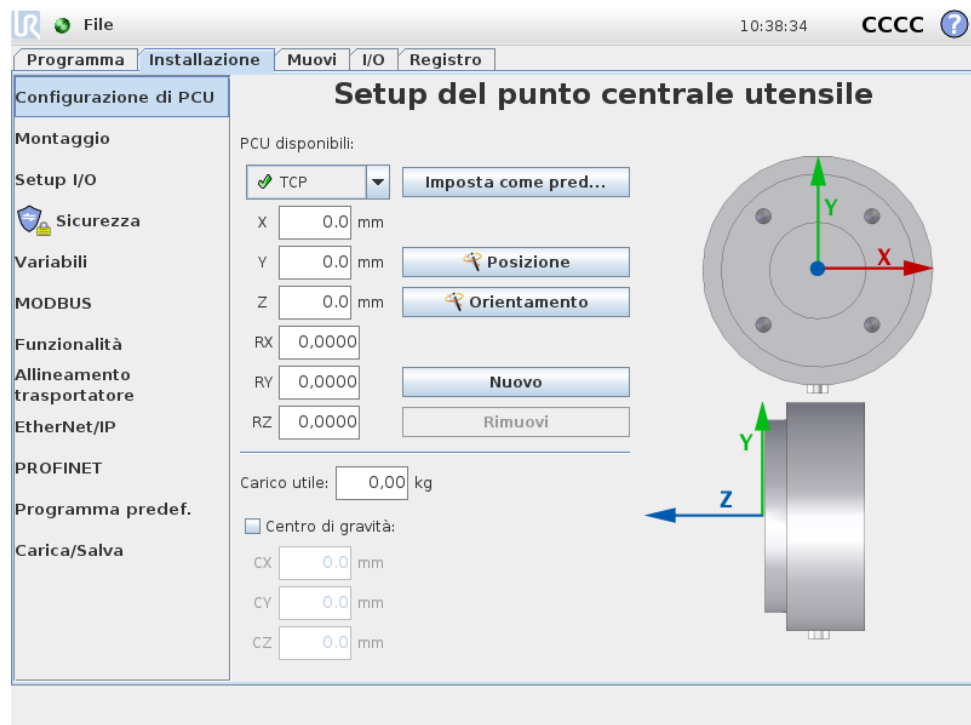 UR File 10:38:34 CCCC ?
Programma Installazione Muovi I/O Registro
Configurazione di PCU
Montaggio
Setup I/O
Sicurezza
Variabili
MODBUS
Funzionalità
Allineamento
trasportatore
EtherNet/IP
PROFINET
Programma predef.
Carica/Salva
Setup del punto centrale utensile
PCU disponibili:
TCP Imposta come pred...
X 0.0 mm
Y 0.0 mm Posizione
Z 0.0 mm Orientamento
RX 0,0000
RY 0,0000 Nuovo
RZ 0,0000 Rimuovi
Carico utile: 0,00 kg
Centro di gravità:
CX 0.0 mm
CY 0.0 mm
CZ 0.0 mm
Y
X
Y
Z